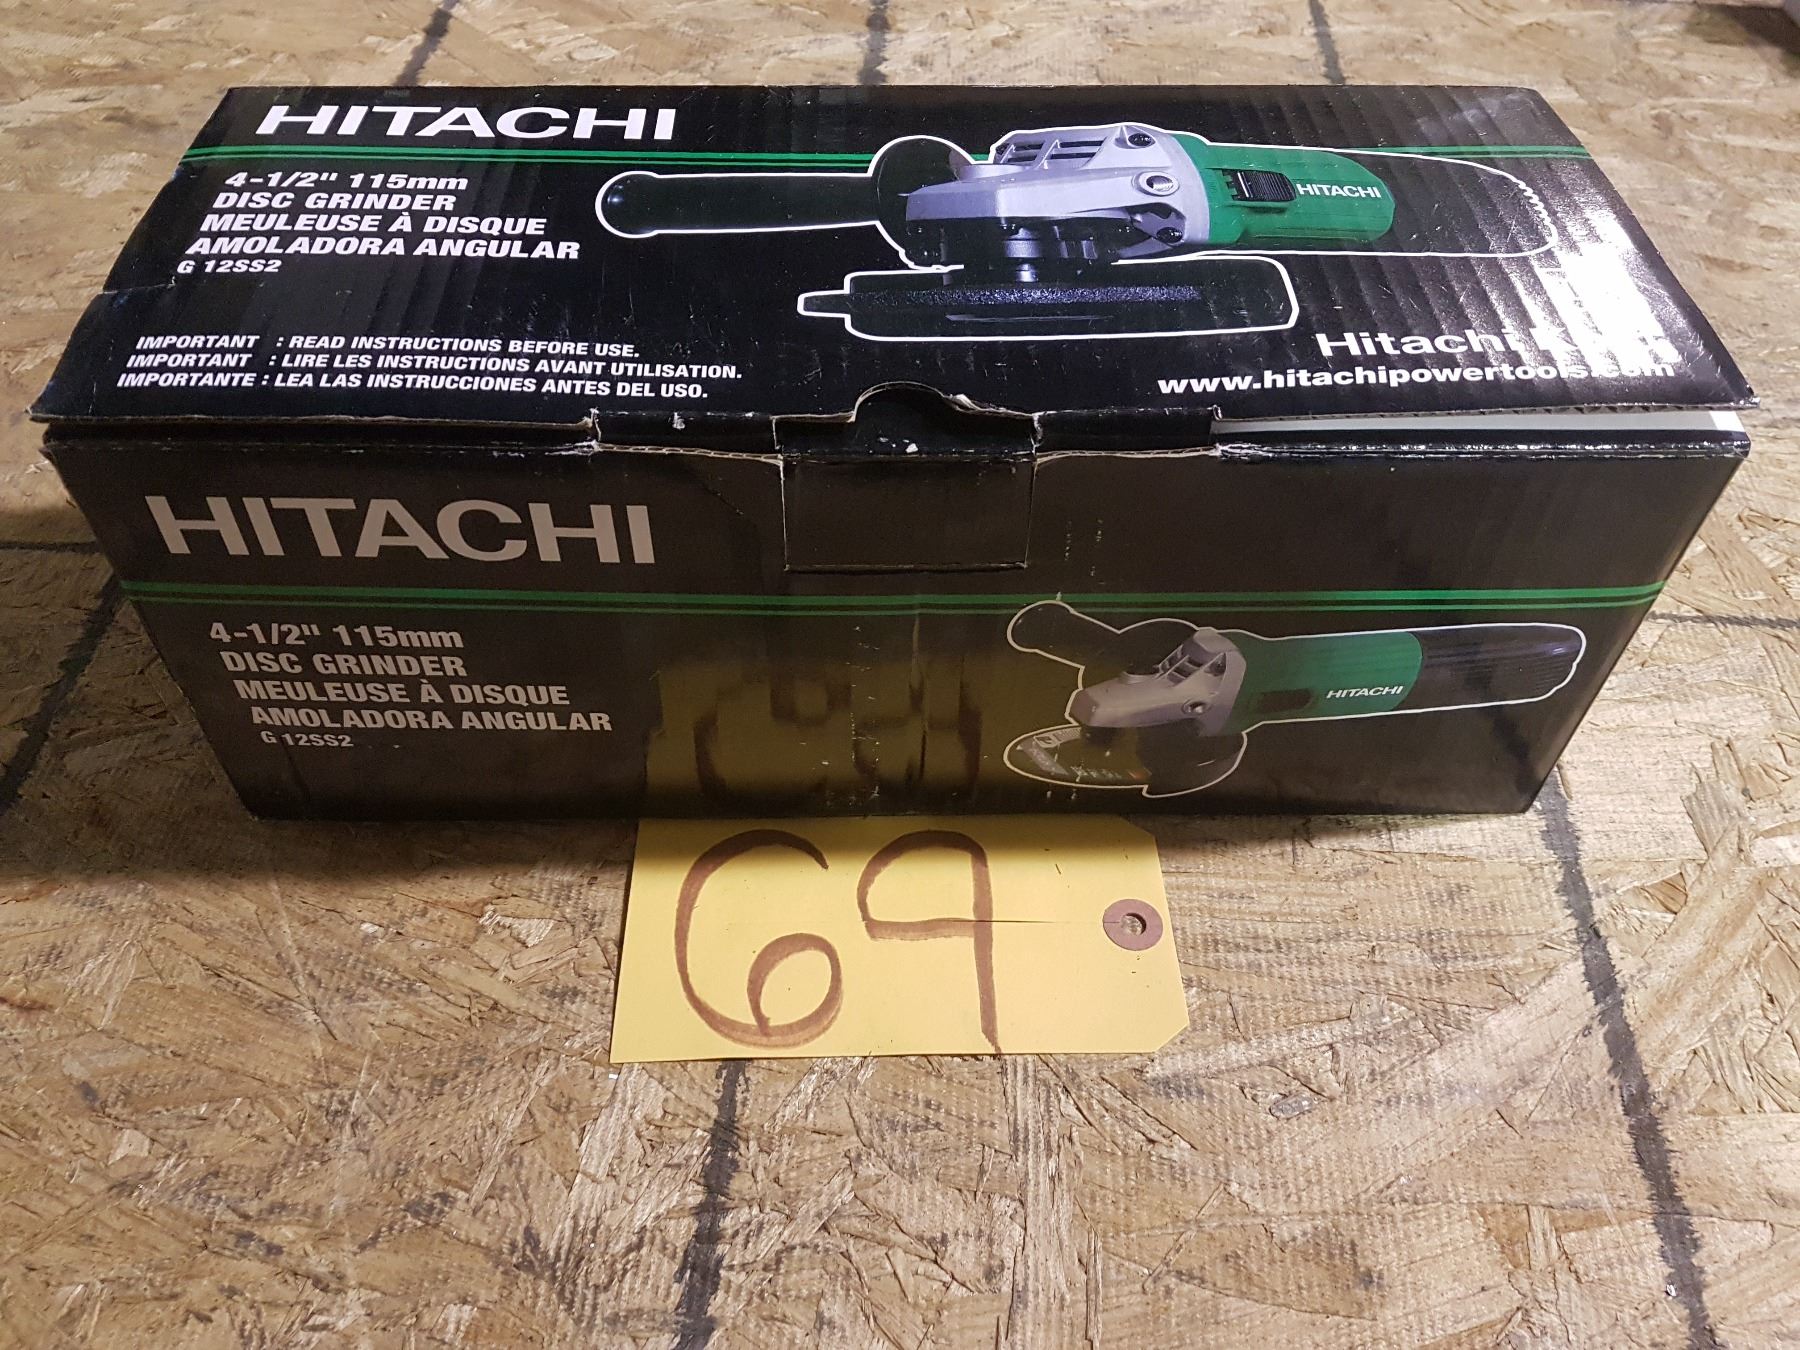 HITACHI
4-1/2" 115mm
DISC GRINDER
MEULEUSE À DISQUE
AMOLADORA ANGULAR
G 12SS2
HITACHI
IMPORTANT : READ INSTRUCTIONS BEFORE USE.
IMPORTANT : LIRE LES INSTRUCTIONS AVANT UTILISATION.
IMPORTANTE : LEA LAS INSTRUCCIONES ANTES DEL USO.
Hitachi
www.hitachipowertools.com
HITACHI
4-1/2" 115mm
DISC GRINDER
MEULEUSE À DISQUE
AMOLADORA ANGULAR
G 12SS2
HITACHI
69